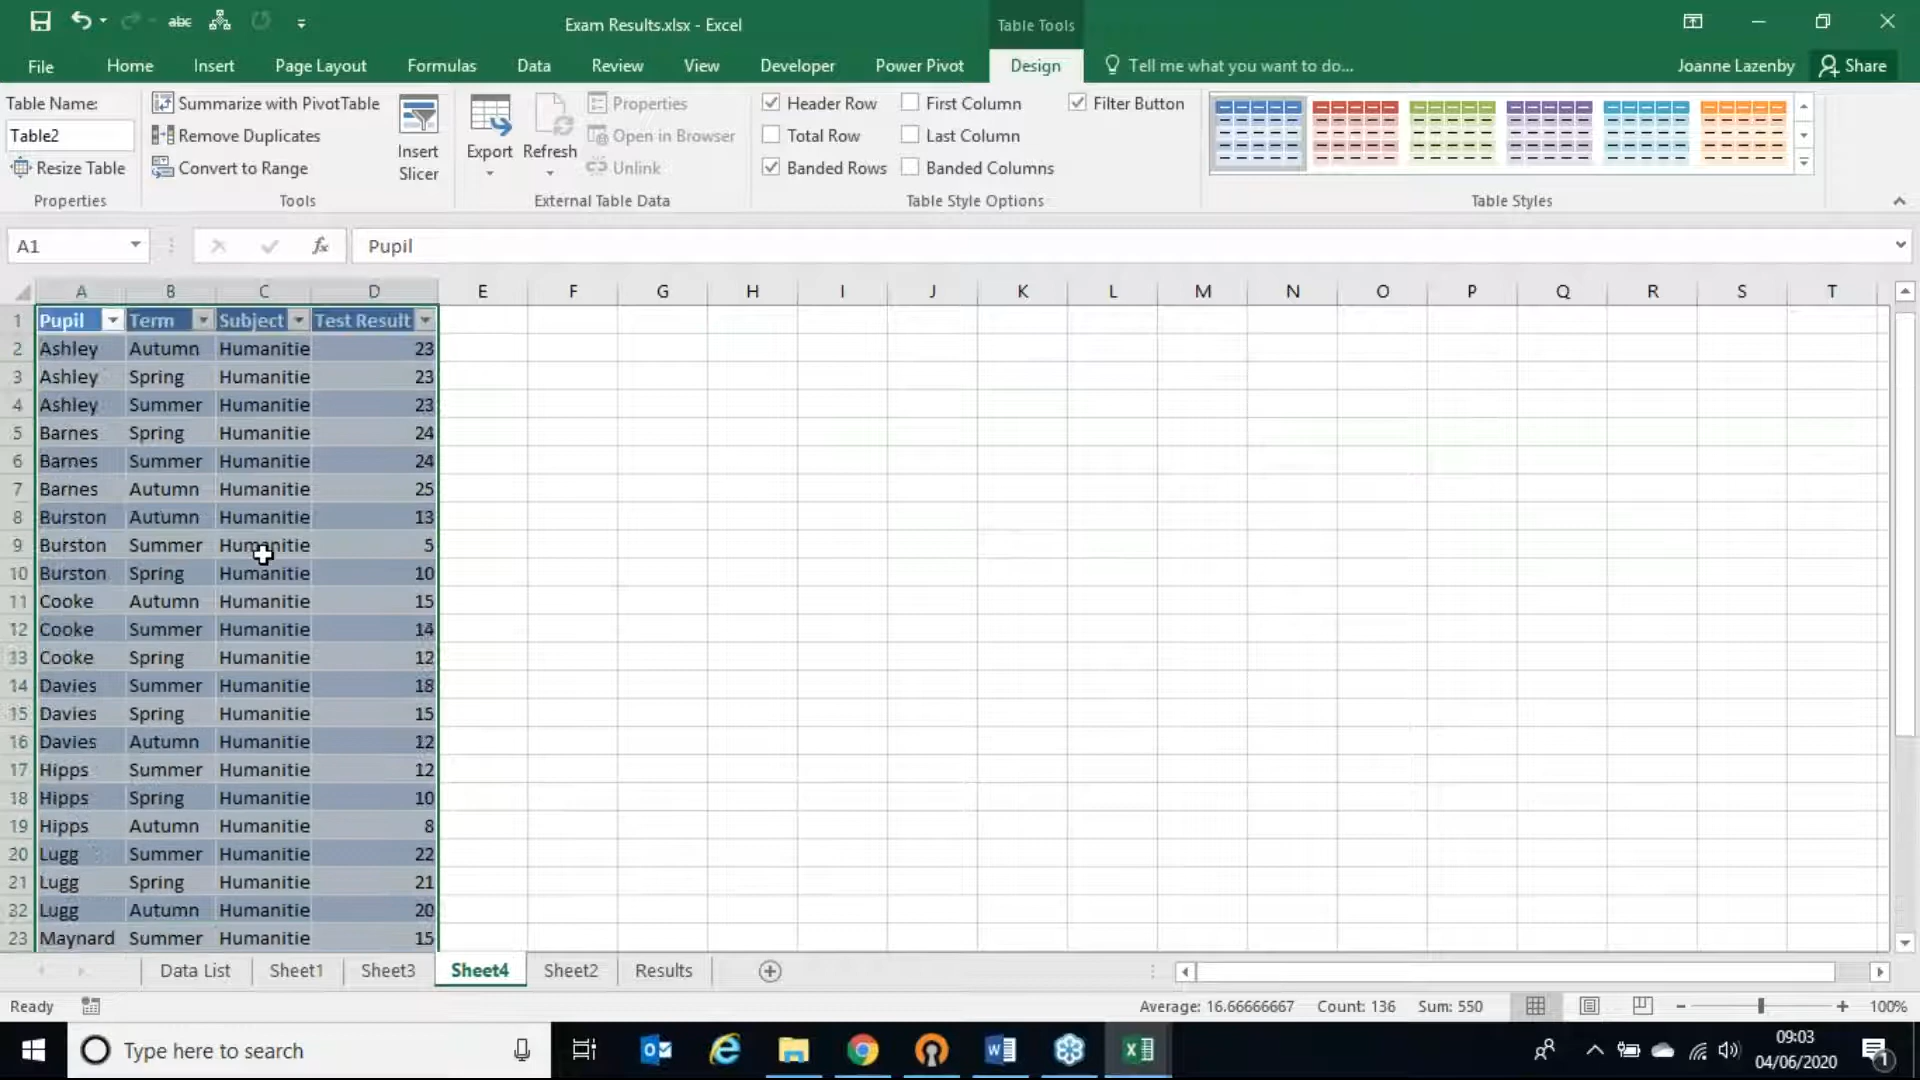 abc
Exam Results.xlsx - Excel
Table Tools
File Home Insert Page Layout Formulas Data Review View Developer Power Pivot Design Tell me what you want to do... Joanne Lazenby Share
Table Name:
Table2
Resize Table
Properties
Summarize with PivotTable
Remove Duplicates
Convert to Range
Insert
Slicer
Tools
Export
Refresh
Properties
Open in Browser
Unlink
External Table Data
Header Row
Total Row
Banded Rows
First Column
Last Column
Banded Columns
Filter Button
Table Style Options
Table Styles
A1 fx Pupil
A B C D E F G H I J K L M N O P Q R S T
1 Pupil Term Subject Test Result
2 Ashley Autumn Humanitie 23
3 Ashley Spring Humanitie 23
4 Ashley Summer Humanitie 23
5 Barnes Spring Humanitie 24
6 Barnes Summer Humanitie 24
7 Barnes Autumn Humanitie 25
8 Burston Autumn Humanitie 13
9 Burston Summer Humanitie 5
10 Burston Spring Humanitie 10
11 Cooke Autumn Humanitie 15
12 Cooke Summer Humanitie 14
13 Cooke Spring Humanitie 12
14 Davies Summer Humanitie 18
15 Davies Spring Humanitie 15
16 Davies Autumn Humanitie 12
17 Hipps Summer Humanitie 12
18 Hipps Spring Humanitie 10
19 Hipps Autumn Humanitie 8
20 Lugg Summer Humanitie 22
21 Lugg Spring Humanitie 21
22 Lugg Autumn Humanitie 20
23 Maynard Summer Humanitie 15
Data List Sheet1 Sheet3 Sheet4 Sheet2 Results
Ready Average: 16.66666667 Count: 136 Sum: 550 100%
Type here to search
09:03
04/06/2020
1